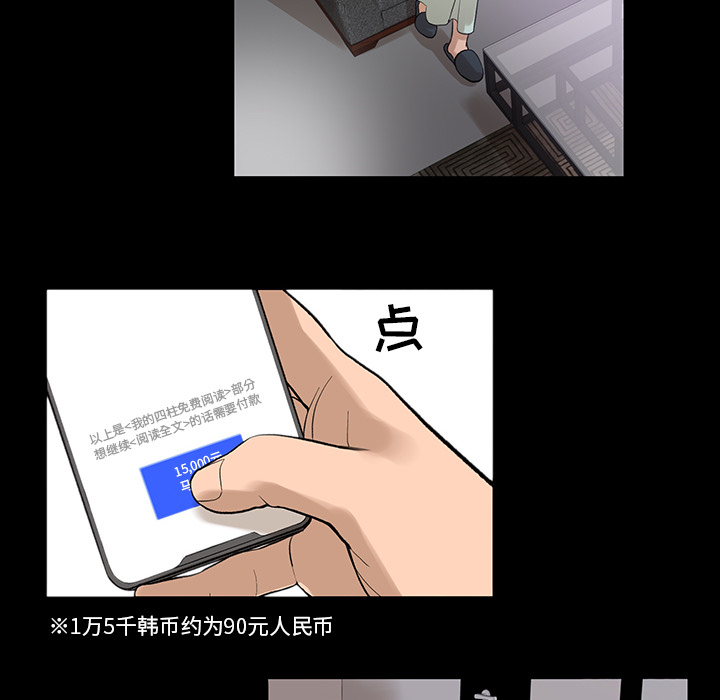 点
以上是<我的四柱免费阅读>部分
想继续<阅读全文>的话需要付款
15,000元
马
※1万5千韩币约为90元人民币